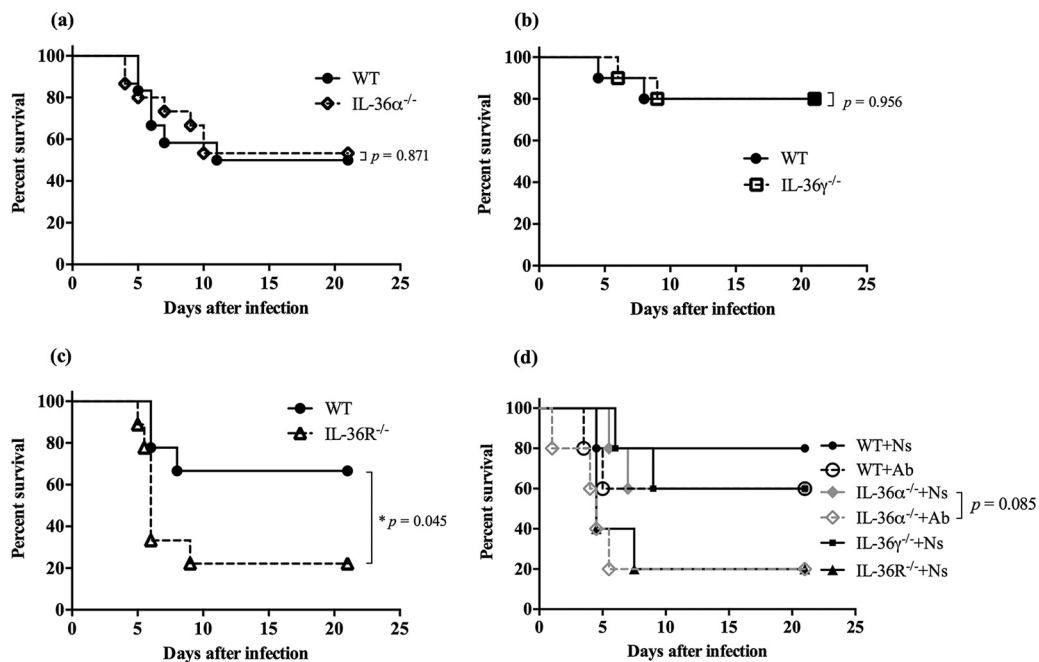 (a)
100
80
60
40
20
0
Percent survival
0 5 10 15 20 25
Days after infection
WT
IL-36α⁻/⁻
p = 0.871
(b)
100
80
60
40
20
0
Percent survival
0 5 10 15 20 25
Days after infection
WT
IL-36γ⁻/⁻
p = 0.956
(c)
100
80
60
40
20
0
Percent survival
0 5 10 15 20 25
Days after infection
WT
IL-36R⁻/⁻
* p = 0.045
(d)
100
80
60
40
20
0
Percent survival
0 5 10 15 20 25
Days after infection
WT+Ns
WT+Ab
IL-36α⁻/⁻+Ns
IL-36α⁻/⁻+Ab
IL-36γ⁻/⁻+Ns
IL-36R⁻/⁻+Ns
p = 0.085